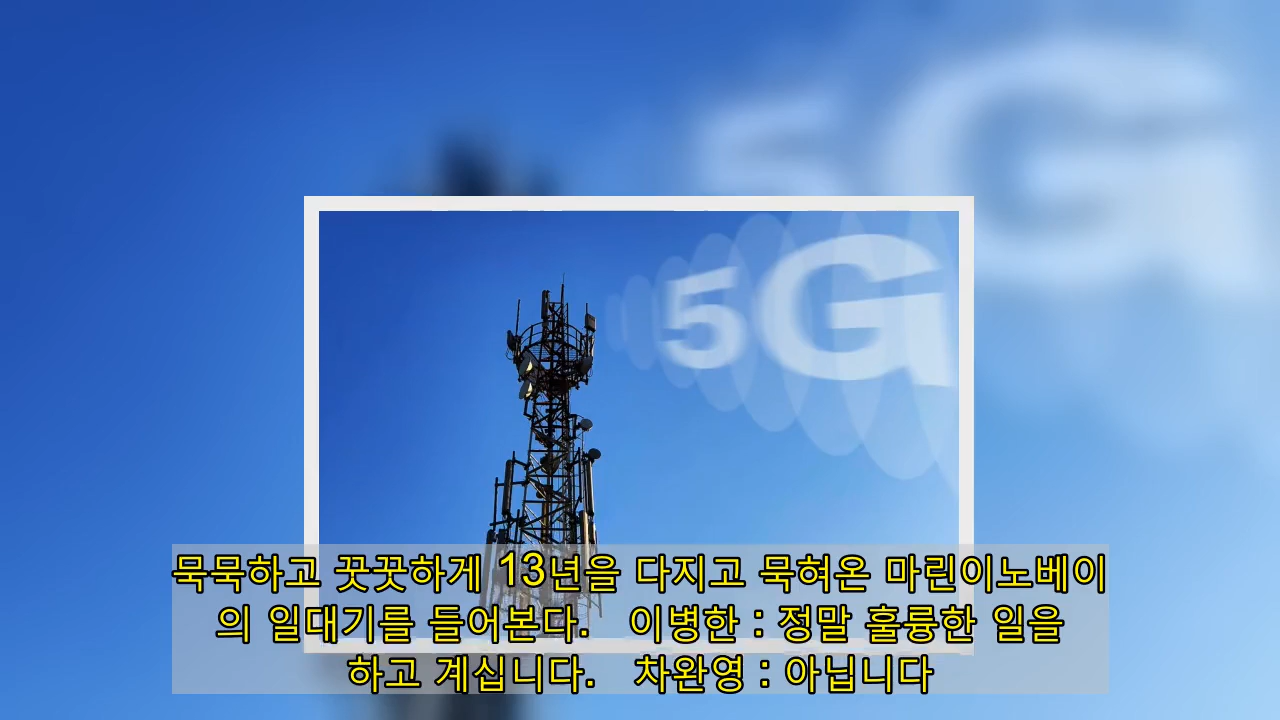 5G
5G
묵묵하고 꿋꿋하게 13년을 다지고 묵혀온 마린이노베이
의 일대기를 들어본다. 이병한 : 정말 훌륭한 일을
하고 계십니다. 차완영 : 아닙니다